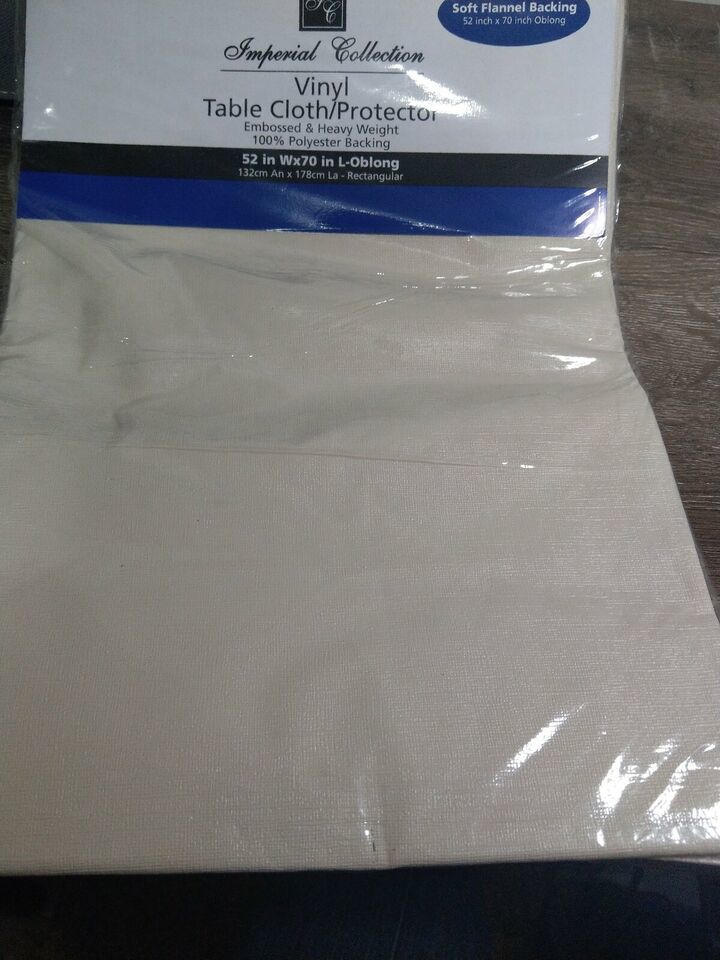 Soft Flannel Backing
52 inch x 70 inch Oblong
IC
Imperial Collection
Vinyl
Table Cloth/Protector
Embossed & Heavy Weight
100% Polyester Backing
52 in Wx70 in L-Oblong
132cm An x 178cm La - Rectangular